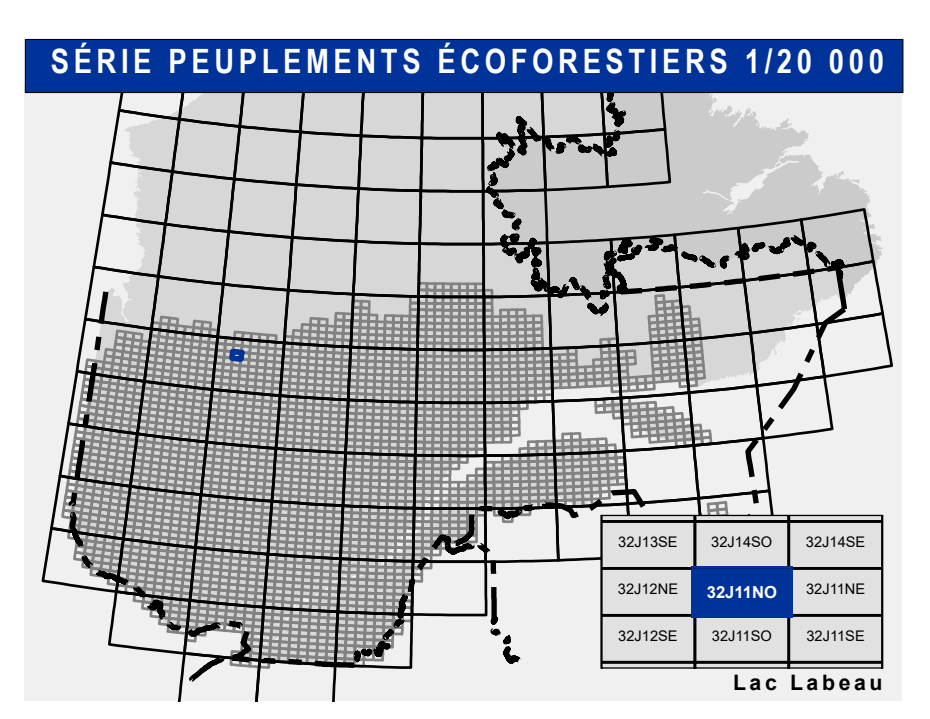 SÉRIE PEUPLEMENTS ÉCOFORESTIERS 1/20 000
32J13SE 32J14SO 32J14SE
32J12NE 32J11NO 32J11NE
32J12SE 32J11SO 32J11SE
Lac Labeau